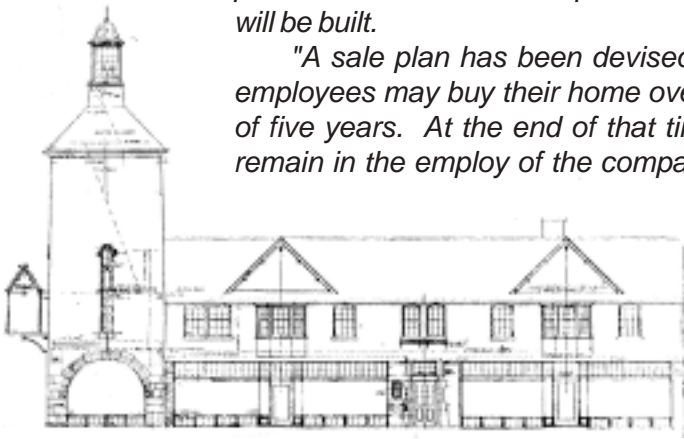 will be built.
"A sale plan has been devised
employees may buy their home ove
of five years. At the end of that ti
remain in the employ of the compa